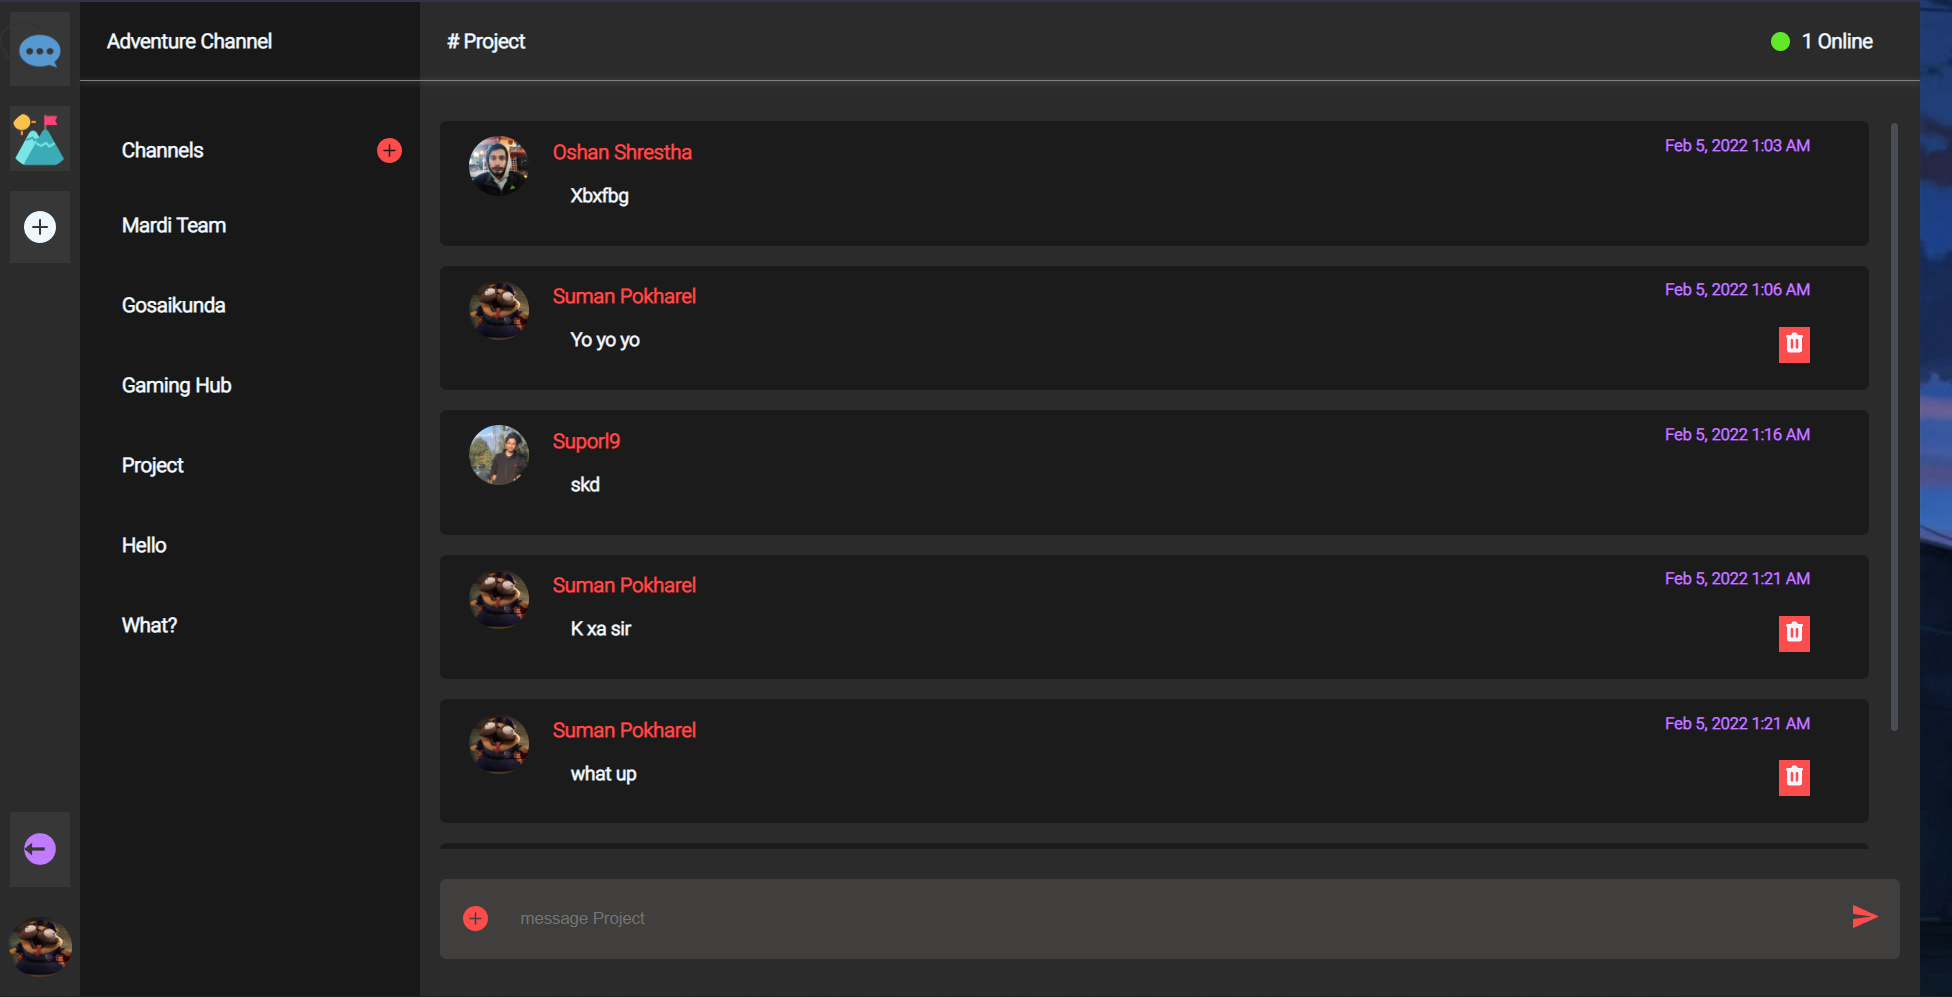 Adventure Channel
# Project
1 Online
Channels
Mardi Team
Gosaikunda
Gaming Hub
Project
Hello
What?
Oshan Shrestha
Feb 5, 2022 1:03 AM
Xbxfbg
Suman Pokharel
Feb 5, 2022 1:06 AM
Yo yo yo
Suporl9
Feb 5, 2022 1:16 AM
skd
Suman Pokharel
Feb 5, 2022 1:21 AM
K xa sir
Suman Pokharel
Feb 5, 2022 1:21 AM
what up
message Project